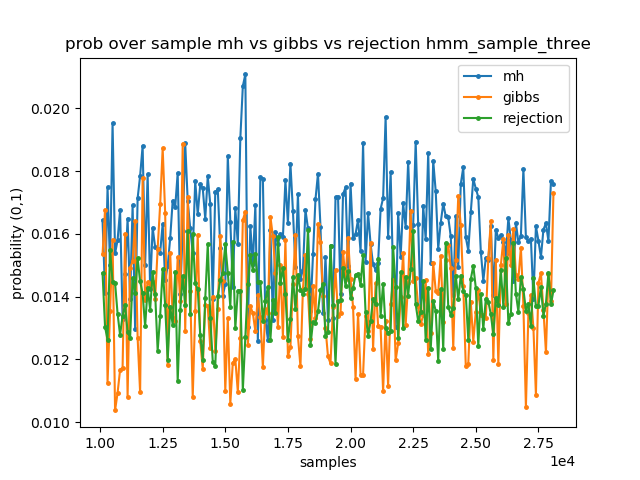 prob over sample mh vs gibbs vs rejection hmm_sample_three
mh
gibbs
rejection
probability (0,1)
0.020
0.018
0.016
0.014
0.012
0.010
1.00 1.25 1.50 1.75 2.00 2.25 2.50 2.75
1e4
samples